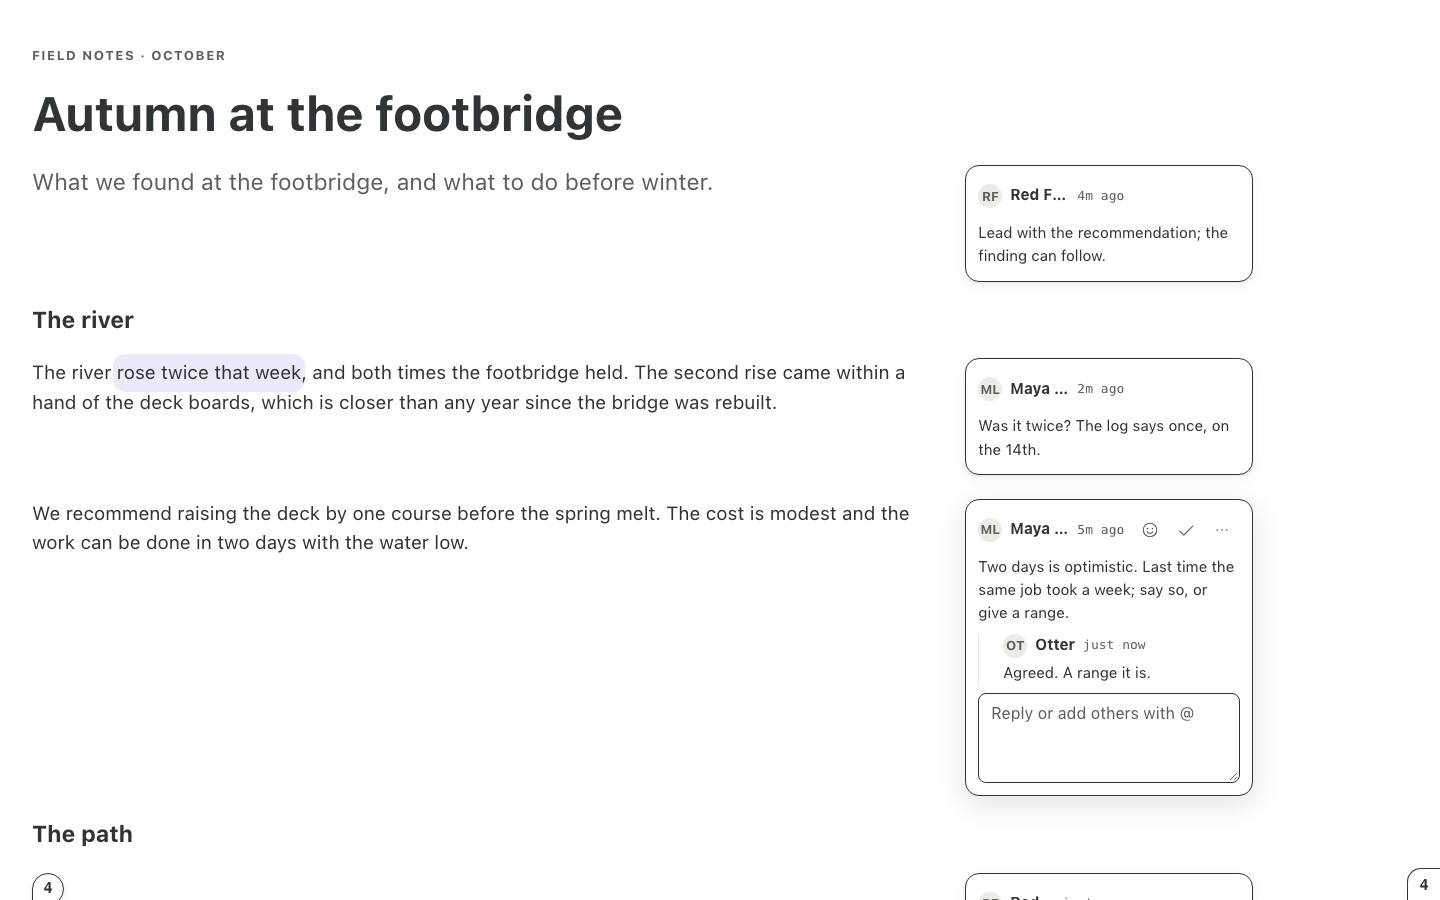 FIELD NOTES · OCTOBER
Autumn at the footbridge
What we found at the footbridge, and what to do before winter.
RF Red F... 4m ago
Lead with the recommendation; the
finding can follow.
The river
The river rose twice that week, and both times the footbridge held. The second rise came within a
hand of the deck boards, which is closer than any year since the bridge was rebuilt.
ML Maya ... 2m ago
Was it twice? The log says once, on
the 14th.
We recommend raising the deck by one course before the spring melt. The cost is modest and the
work can be done in two days with the water low.
ML Maya ... 5m ago ...
Two days is optimistic. Last time the
same job took a week; say so, or
give a range.
OT Otter just now
Agreed. A range it is.
Reply or add others with @
The path
4
4